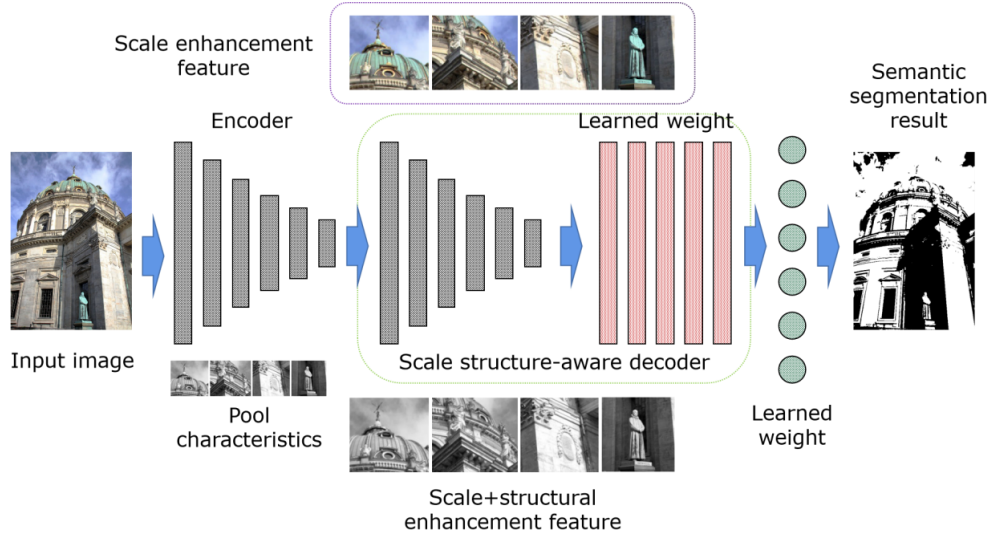 Scale enhancement
feature
Encoder
Learned weight
Semantic
segmentation
result
Input image
Scale structure-aware decoder
Pool
characteristics
Learned
weight
Scale+structural
enhancement feature